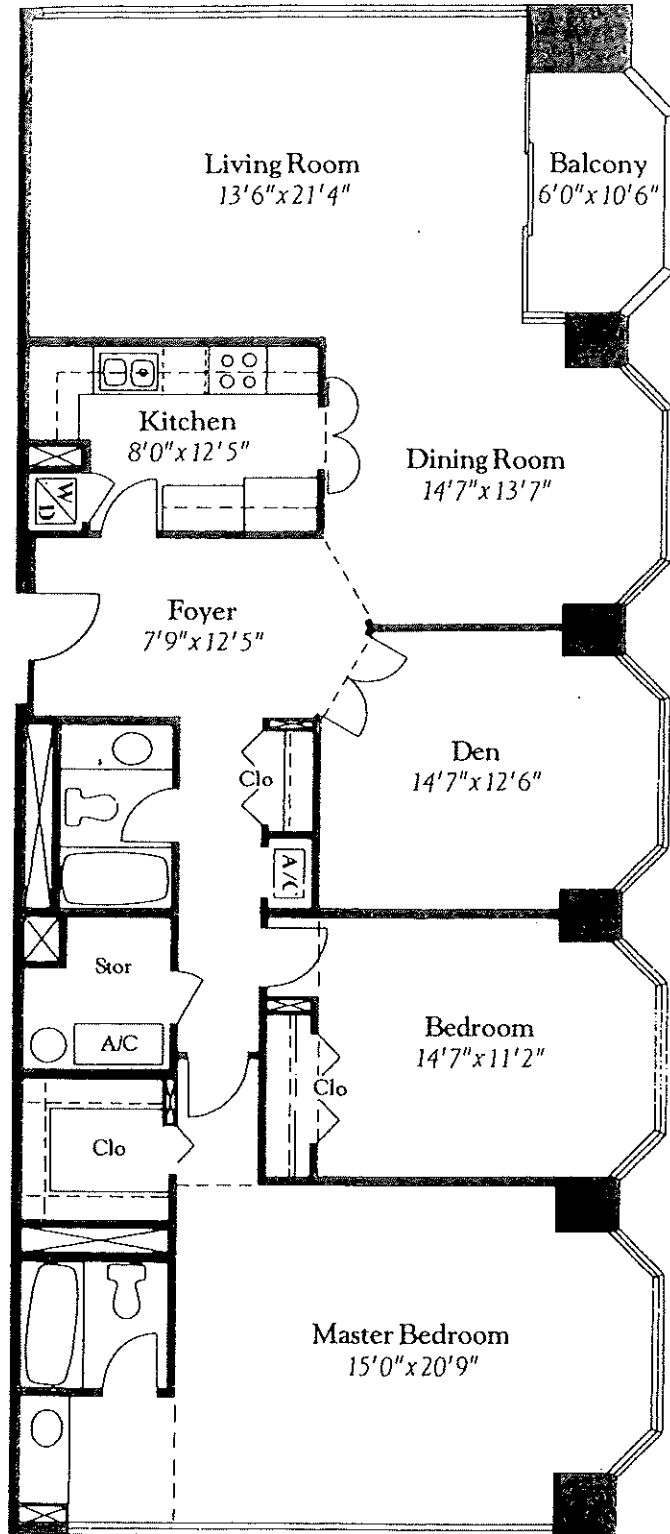 Living Room
13'6"x21'4"
Balcony
6'0"x10'6"
Kitchen
8'0"x12'5"
Dining Room
14'7"x13'7"
W/D
Foyer
7'9"x12'5"
Den
14'7"x12'6"
Clo
A/C
Stor
A/C
Bedroom
14'7"x11'2"
Clo
Clo
Master Bedroom
15'0"x20'9"